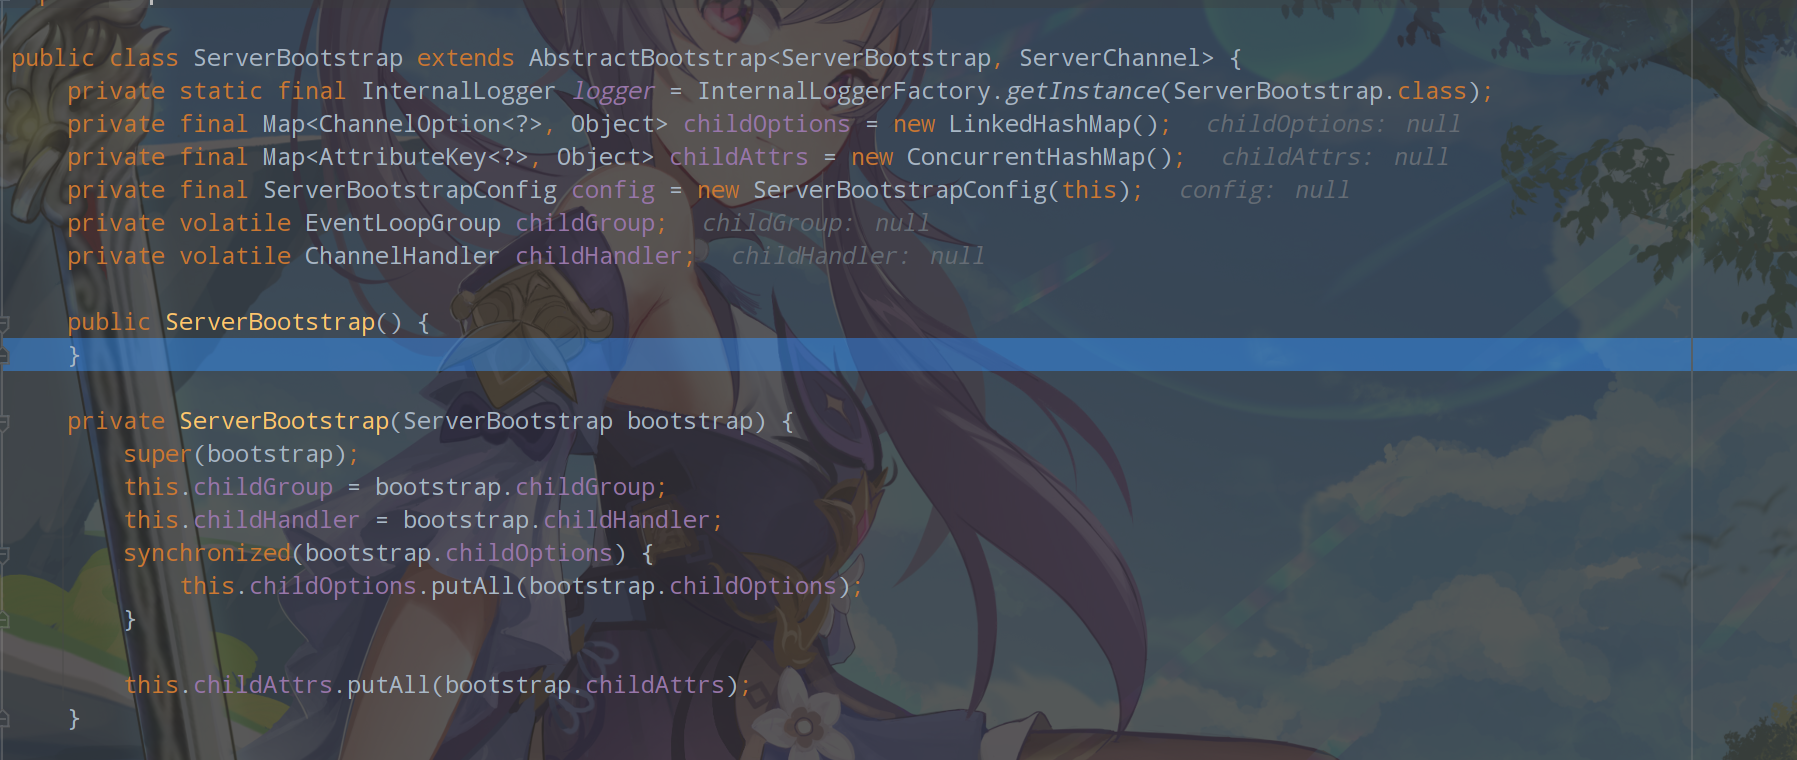 public class ServerBootstrap extends AbstractBootstrap<ServerBootstrap, ServerChannel> {
private static final InternalLogger logger = InternalLoggerFactory.getInstance(ServerBootstrap.class);
private final Map<ChannelOption<?>, Object> childOptions = new LinkedHashMap(); childOptions: null
private final Map<AttributeKey<?>, Object> childAttrs = new ConcurrentHashMap(); childAttrs: null
private final ServerBootstrapConfig config = new ServerBootstrapConfig(this); config: null
private volatile EventLoopGroup childGroup; childGroup: null
private volatile ChannelHandler childHandler; childHandler: null
public ServerBootstrap() {
}
private ServerBootstrap(ServerBootstrap bootstrap) {
super(bootstrap);
this.childGroup = bootstrap.childGroup;
this.childHandler = bootstrap.childHandler;
synchronized(bootstrap.childOptions) {
this.childOptions.putAll(bootstrap.childOptions);
}
this.childAttrs.putAll(bootstrap.childAttrs);
}